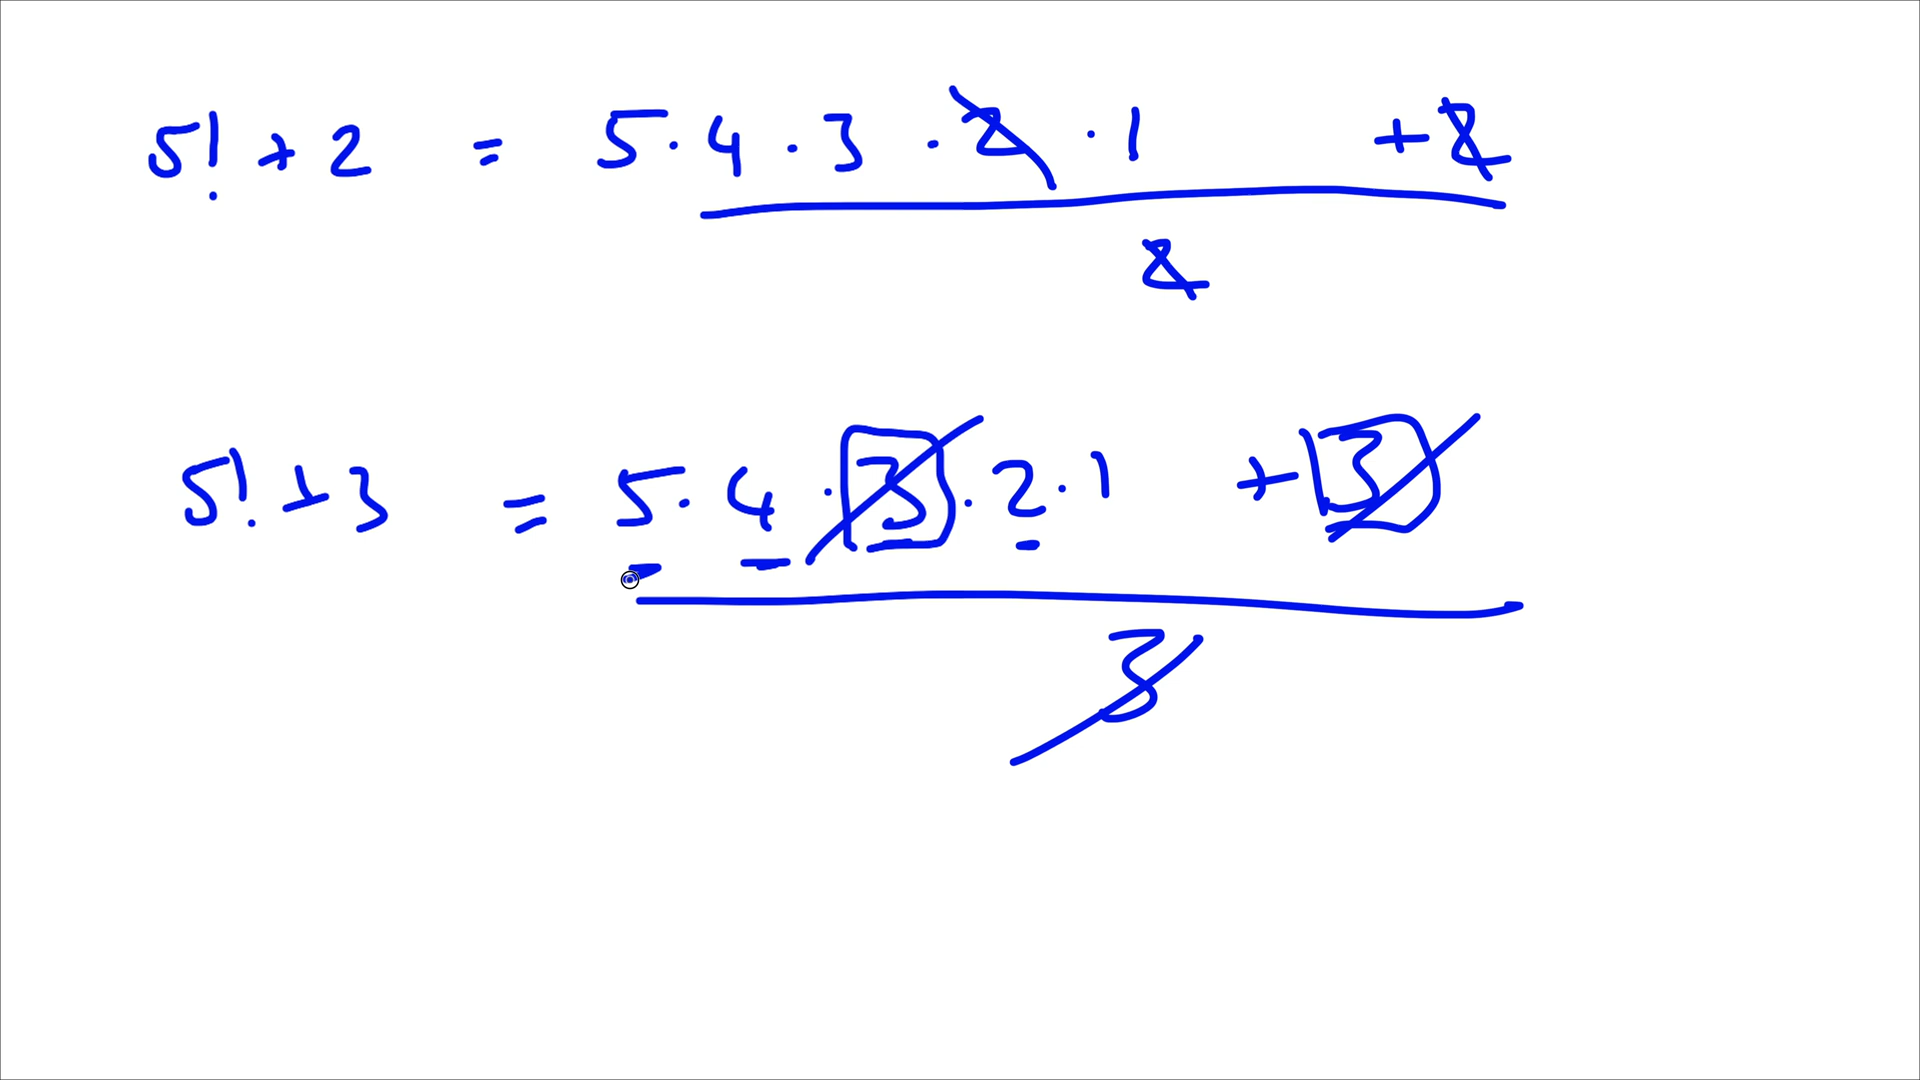 5! + 2 = 5 · 4 · 3 · 2 · 1 + 2
2
5! + 3 = 5 · 4 · 3 · 2 · 1 + 3
3